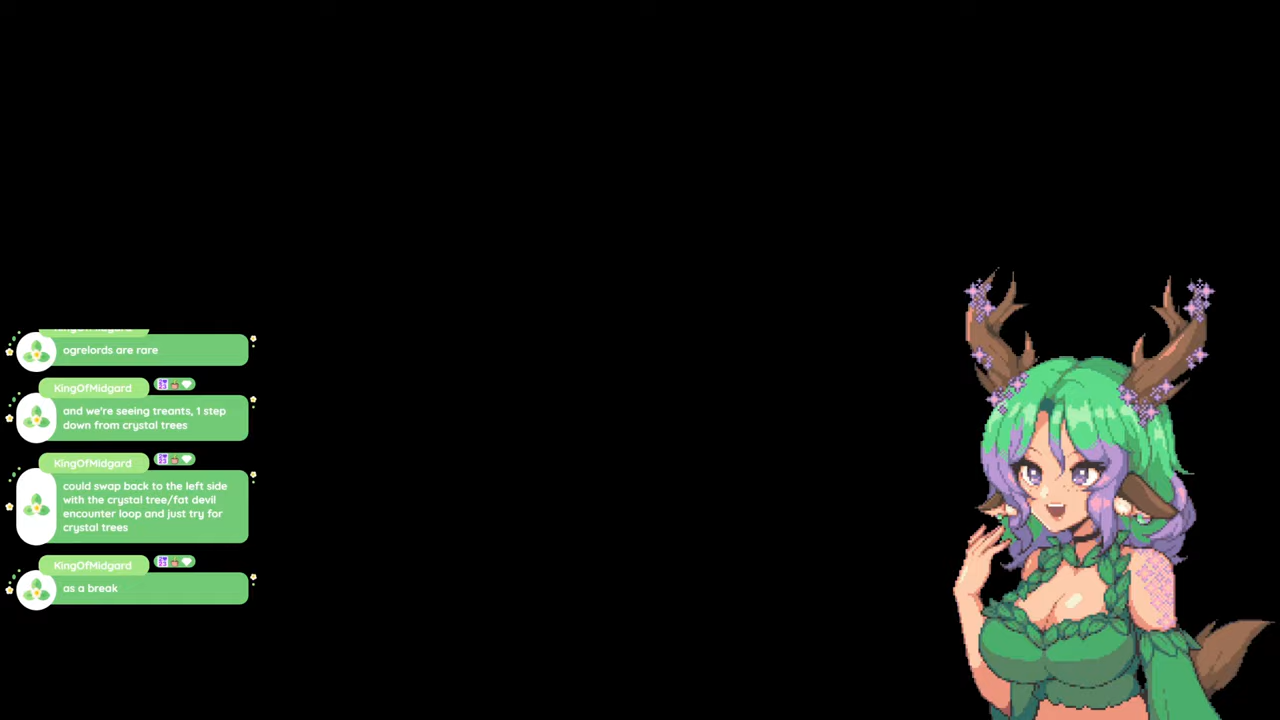 KingOfMidgard
ogrelords are rare
KingOfMidgard
and we're seeing treants, 1 step
down from crystal trees
KingOfMidgard
could swap back to the left side
with the crystal tree/fat devil
encounter loop and just try for
crystal trees
KingOfMidgard
as a break